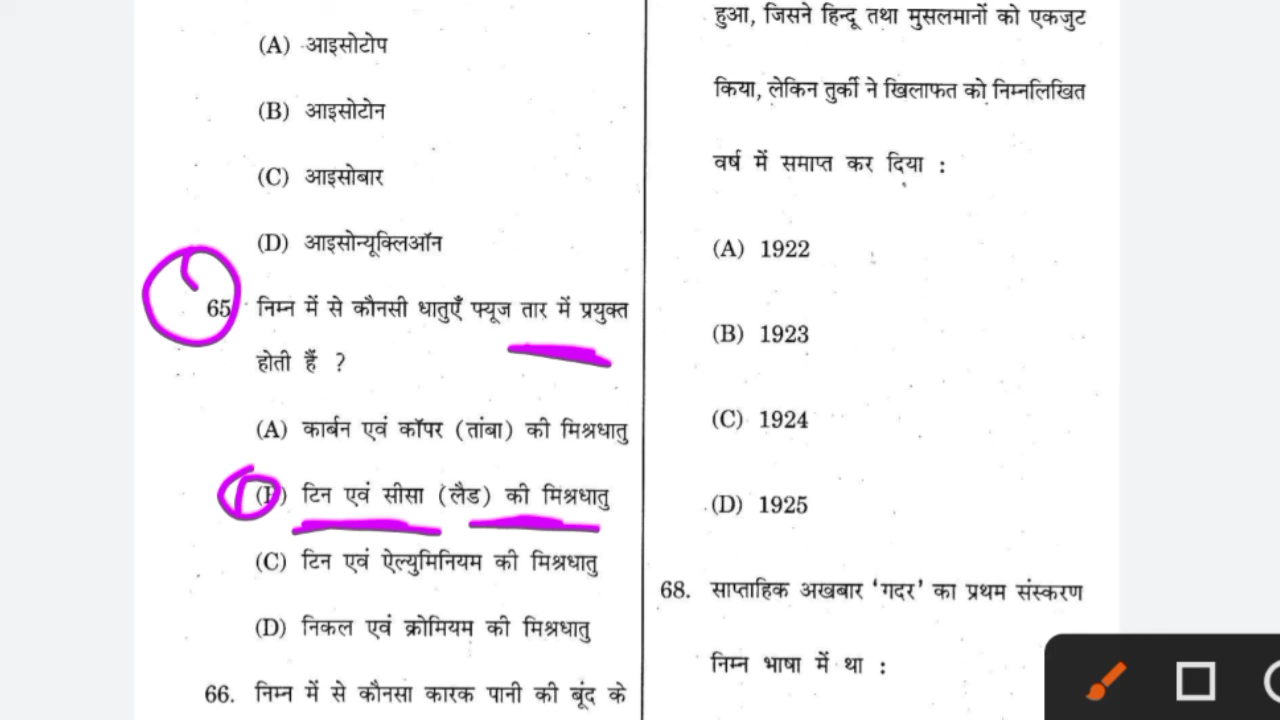 (A) आइसोटोप
(B) आइसोटोन
(C) आइसोबार
(D) आइसोन्यूक्लिऑन
65 निम्न में से कौनसी धातुएँ फ्यूज तार में प्रयुक्त
होती हैं ?
(A) कार्बन एवं कॉपर (तांबा) की मिश्रधातु
(B) टिन एवं सीसा (लैड) की मिश्रधातु
(C) टिन एवं ऐल्युमिनियम की मिश्रधातु
(D) निकल एवं क्रोमियम की मिश्रधातु
66. निम्न में से कौनसा कारक पानी की बूंद के
हुआ, जिसने हिन्दू तथा मुसलमानों को एकजुट
किया, लेकिन तुर्की ने खिलाफत को निम्नलिखित
वर्ष में समाप्त कर दिया :
(A) 1922
(B) 1923
(C) 1924
(D) 1925
68. साप्ताहिक अखबार ‘गदर’ का प्रथम संस्करण
निम्न भाषा में था :